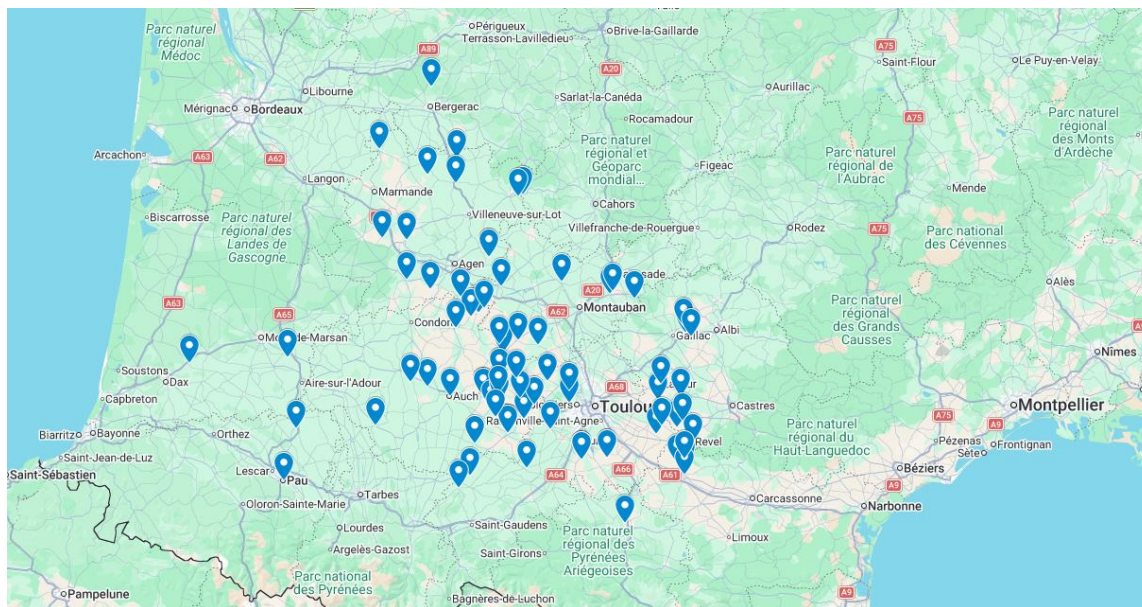 Périgueux
Terrasson-Lavilledieu
Brive-la-Gaillarde
Parc naturel
régional
Médoc
A89
A75
Saint-Flour
Le Puy-en-Velay
A20
Libourne
Aurillac
Mérignac
Bordeaux
Bergerac
Sarlat-la-Canéda
Rocamadour
Parc naturel
régional
des Monts
d'Ardèche
A75
Arcachon
A63
A62
Parc naturel
régional et
Géoparc
mondial...
Figeac
Parc naturel
régional de
l'Aubrac
Langon
Marmande
Mende
Biscarrosse
Parc naturel
régional des
Landes de
Gascogne
Villeneuve-sur-Lot
Cahors
Villefranche-de-Rouergue
Rodez
A75
Parc national
des Cévennes
Agen
A20
Montauban
Alès
A63
A65
A62
Condom
Parc naturel
régional
des Grands
Causses
Gaillac
Albi
Nîmes
Soustons
Dax
Aire-sur-l'Adour
Capbreton
Auch
A68
Castres
Montpellier
Biarritz
Bayonne
Orthez
A75
Parc naturel
régional du
Haut-Languedoc
Pézenas
Sète
Frontignan
Saint-Jean-de-Luz
Saint-Sébastien
Lescar
Pau
Revel
A64
A66
A61
Béziers
A9
Tarbes
Oloron-Sainte-Marie
Carcassonne
Narbonne
Lourdes
Saint-Gaudens
Parc naturel
régional des
Pyrénées
Ariégeoises
Limoux
Argelès-Gazost
Saint-Girons
Parc national
des Pyrénées
Pampelune
Bagnères-de-Luchon
A9